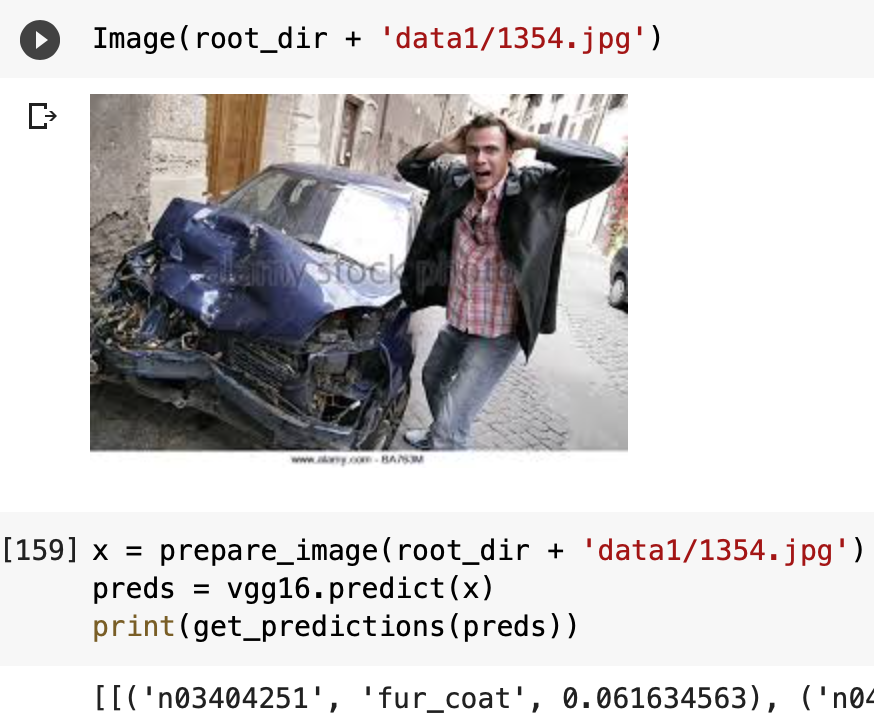 Image(root_dir + 'data1/1354.jpg')
alamy stock photo
www.alamy.com - BA763M
[159] x = prepare_image(root_dir + 'data1/1354.jpg')
preds = vgg16.predict(x)
print(get_predictions(preds))
[[('n03404251', 'fur_coat', 0.061634563), ('n04